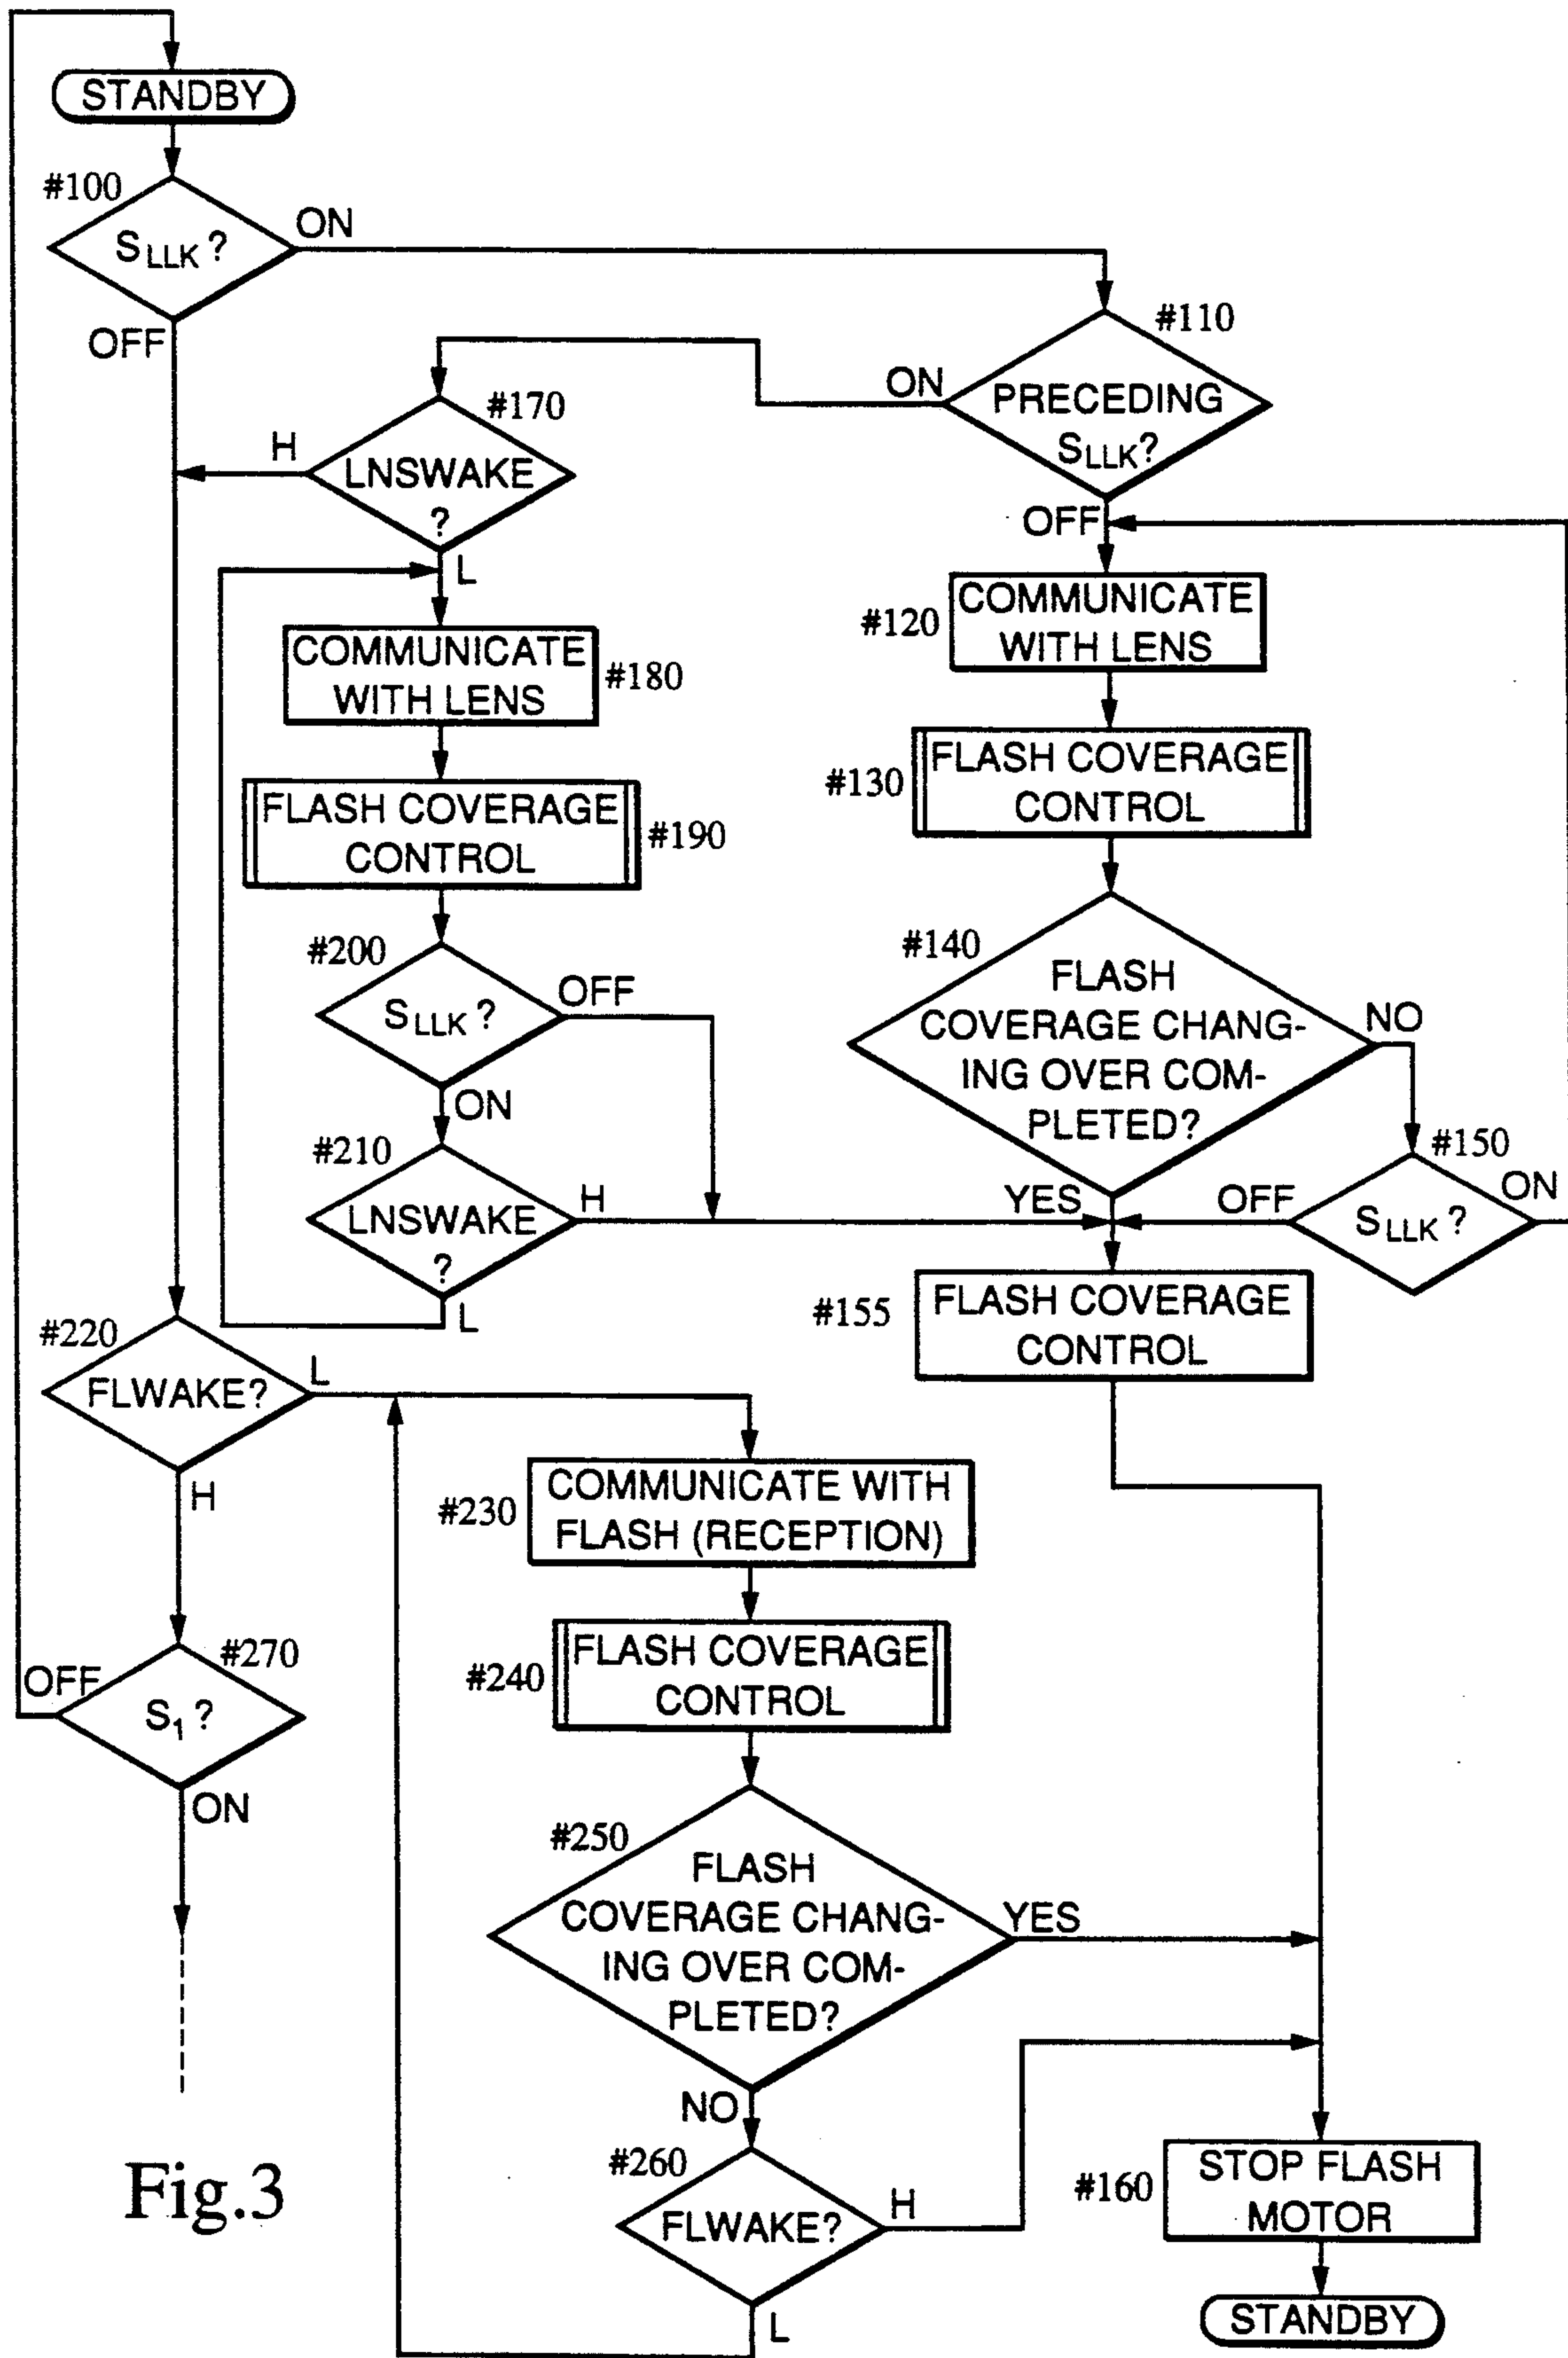 STANDBY
#100
SLLK ?
ON
OFF
#110
PRECEDING
SLLK?
ON
OFF
#170
LNSWAKE
?
H
L
#120
COMMUNICATE
WITH LENS
COMMUNICATE
WITH LENS
#180
#130
FLASH COVERAGE
CONTROL
FLASH COVERAGE
CONTROL
#190
#140
FLASH
COVERAGE CHANG-
ING OVER COM-
PLETED?
NO
YES
#200
SLLK ?
OFF
ON
#210
LNSWAKE
?
H
L
#150
SLLK ?
OFF
ON
#155
FLASH COVERAGE
CONTROL
#220
FLWAKE?
L
H
#230
COMMUNICATE WITH
FLASH (RECEPTION)
#240
FLASH COVERAGE
CONTROL
#270
S1 ?
OFF
ON
#250
FLASH
COVERAGE CHANG-
ING OVER COM-
PLETED?
YES
NO
#260
FLWAKE?
H
L
#160
STOP FLASH
MOTOR
STANDBY
Fig.3